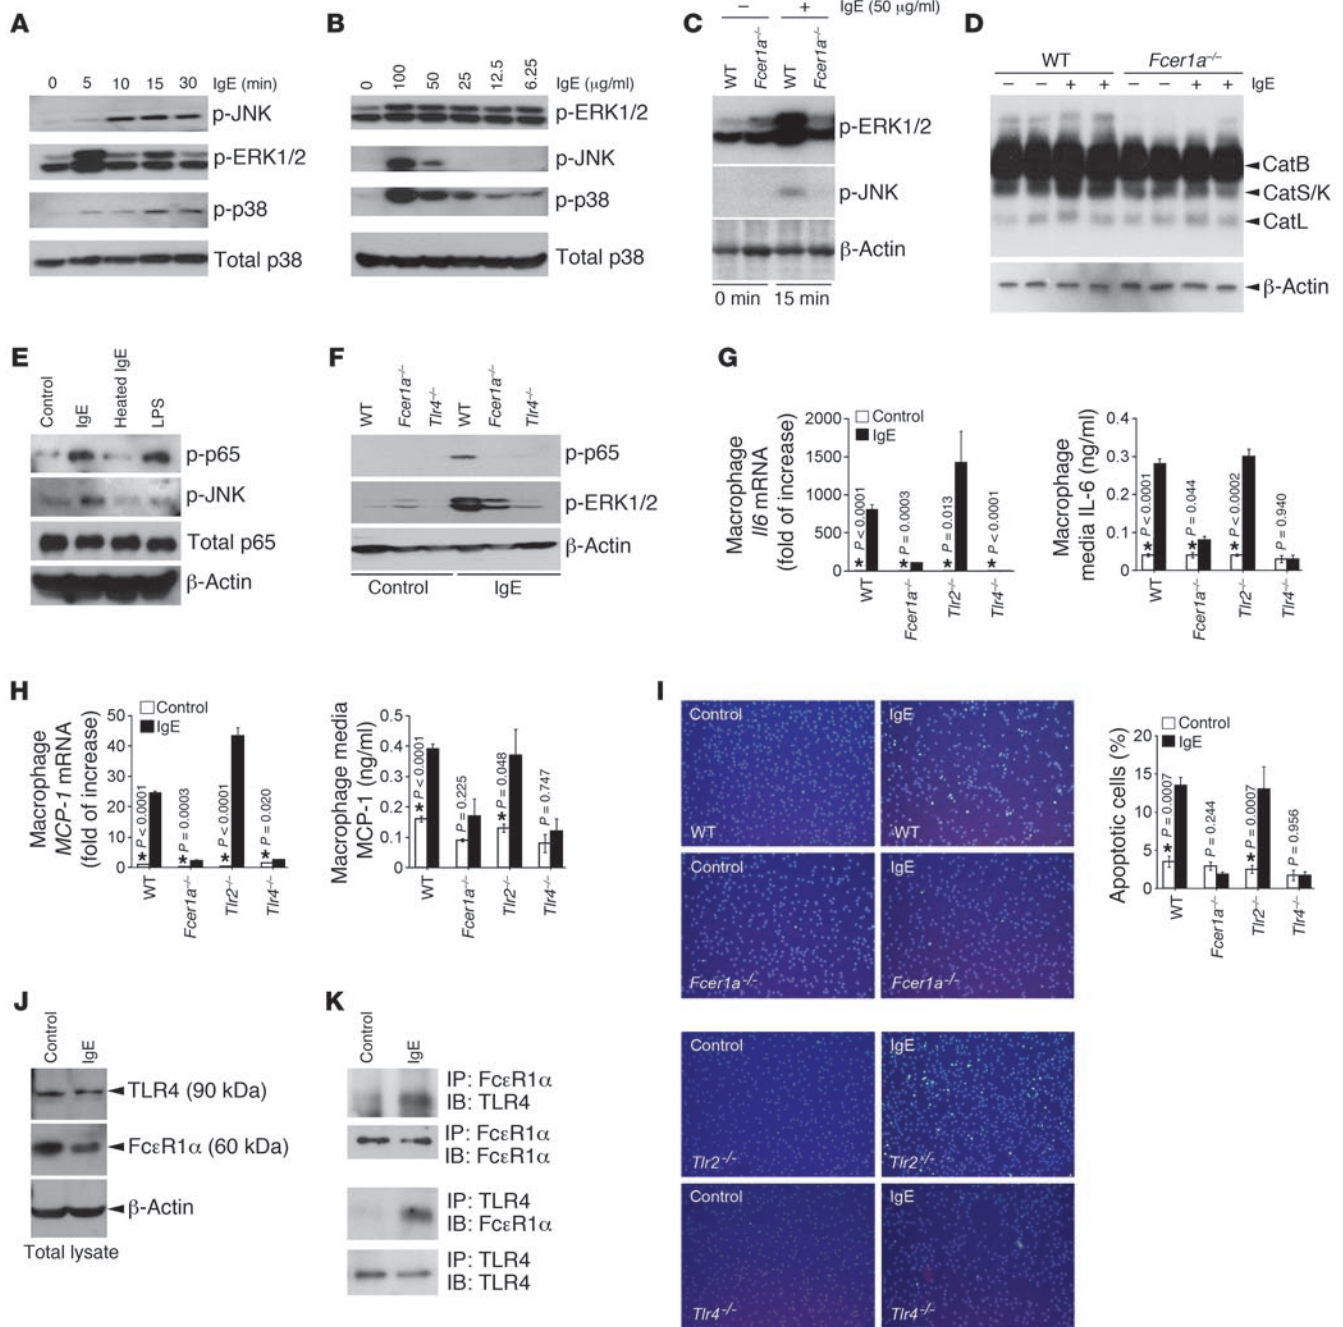 A
0 5 10 15 30 IgE (min)
p-JNK
p-ERK1/2
p-p38
Total p38
B
0 100 50 25 12.5 6.25 IgE (μg/ml)
p-ERK1/2
p-JNK
p-p38
Total p38
C
– + IgE (50 μg/ml)
WT Fcer1a–/– WT Fcer1a–/–
p-ERK1/2
p-JNK
β-Actin
0 min 15 min
D
WT Fcer1a–/–
– – + + – – + + IgE
CatB
CatS/K
CatL
β-Actin
E
Control IgE Heated IgE LPS
p-p65
p-JNK
Total p65
β-Actin
F
WT Fcer1a–/– Tlr4–/– WT Fcer1a–/– Tlr4–/–
p-p65
p-ERK1/2
β-Actin
Control IgE
G
Macrophage
Il6 mRNA
(fold of increase)
2000
1500
1000
500
0
Control
IgE
* P < 0.0001
* P = 0.0003
* P = 0.013
* P < 0.0001
WT Fcer1a–/– Tlr2–/– Tlr4–/–
Macrophage
media IL-6 (ng/ml)
0.4
0.3
0.2
0.1
0
* P < 0.00001
* P = 0.044
* P < 0.00002
P = 0.940
WT Fcer1a–/– Tlr2–/– Tlr4–/–
H
Macrophage
MCP-1 mRNA
(fold of increase)
50
40
30
20
10
0
Control
IgE
* P < 0.0001
* P = 0.0003
* P < 0.0001
* P = 0.020
WT Fcer1a–/– Tlr2–/– Tlr4–/–
Macrophage media
MCP-1 (ng/ml)
0.5
0.4
0.3
0.2
0.1
0
* P < 0.0001
P = 0.225
* P = 0.048
P = 0.747
WT Fcer1a–/– Tlr2–/– Tlr4–/–
I
Control IgE
WT WT
Control IgE
Fcer1a–/– Fcer1a–/–
Control IgE
Tlr2–/– Tlr2–/–
Control IgE
Tlr4–/– Tlr4–/–
Apoptotic cells (%)
20
15
10
5
0
Control
IgE
* P = 0.0007
P = 0.244
* P = 0.0007
P = 0.956
WT Fcer1a–/– Tlr2–/– Tlr4–/–
J
Control IgE
TLR4 (90 kDa)
FcεR1α (60 kDa)
β-Actin
Total lysate
K
Control IgE
IP: FcεR1α
IB: TLR4
IP: FcεR1α
IB: FcεR1α
IP: TLR4
IB: FcεR1α
IP: TLR4
IB: TLR4